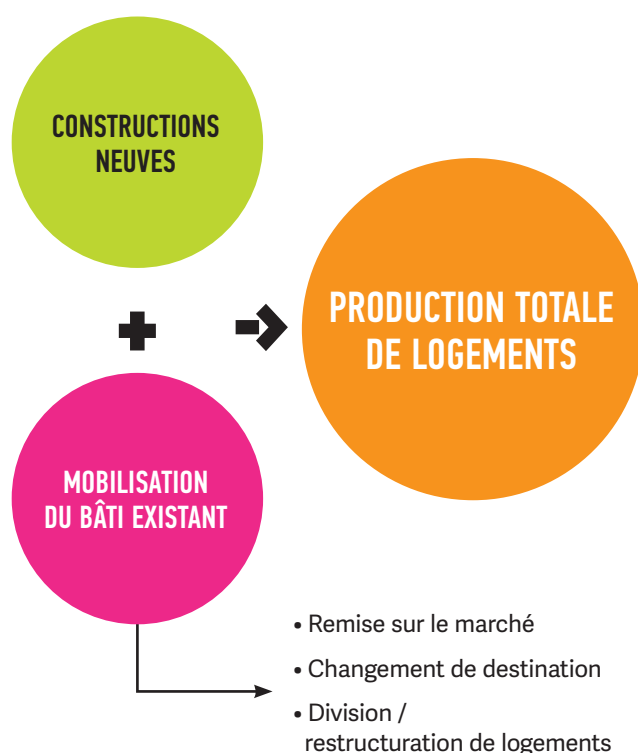 CONSTRUCTIONS
NEUVES
PRODUCTION TOTALE
DE LOGEMENTS
MOBILISATION
DU BÂTI EXISTANT
• Remise sur le marché
• Changement de destination
• Division /
restructuration de logements